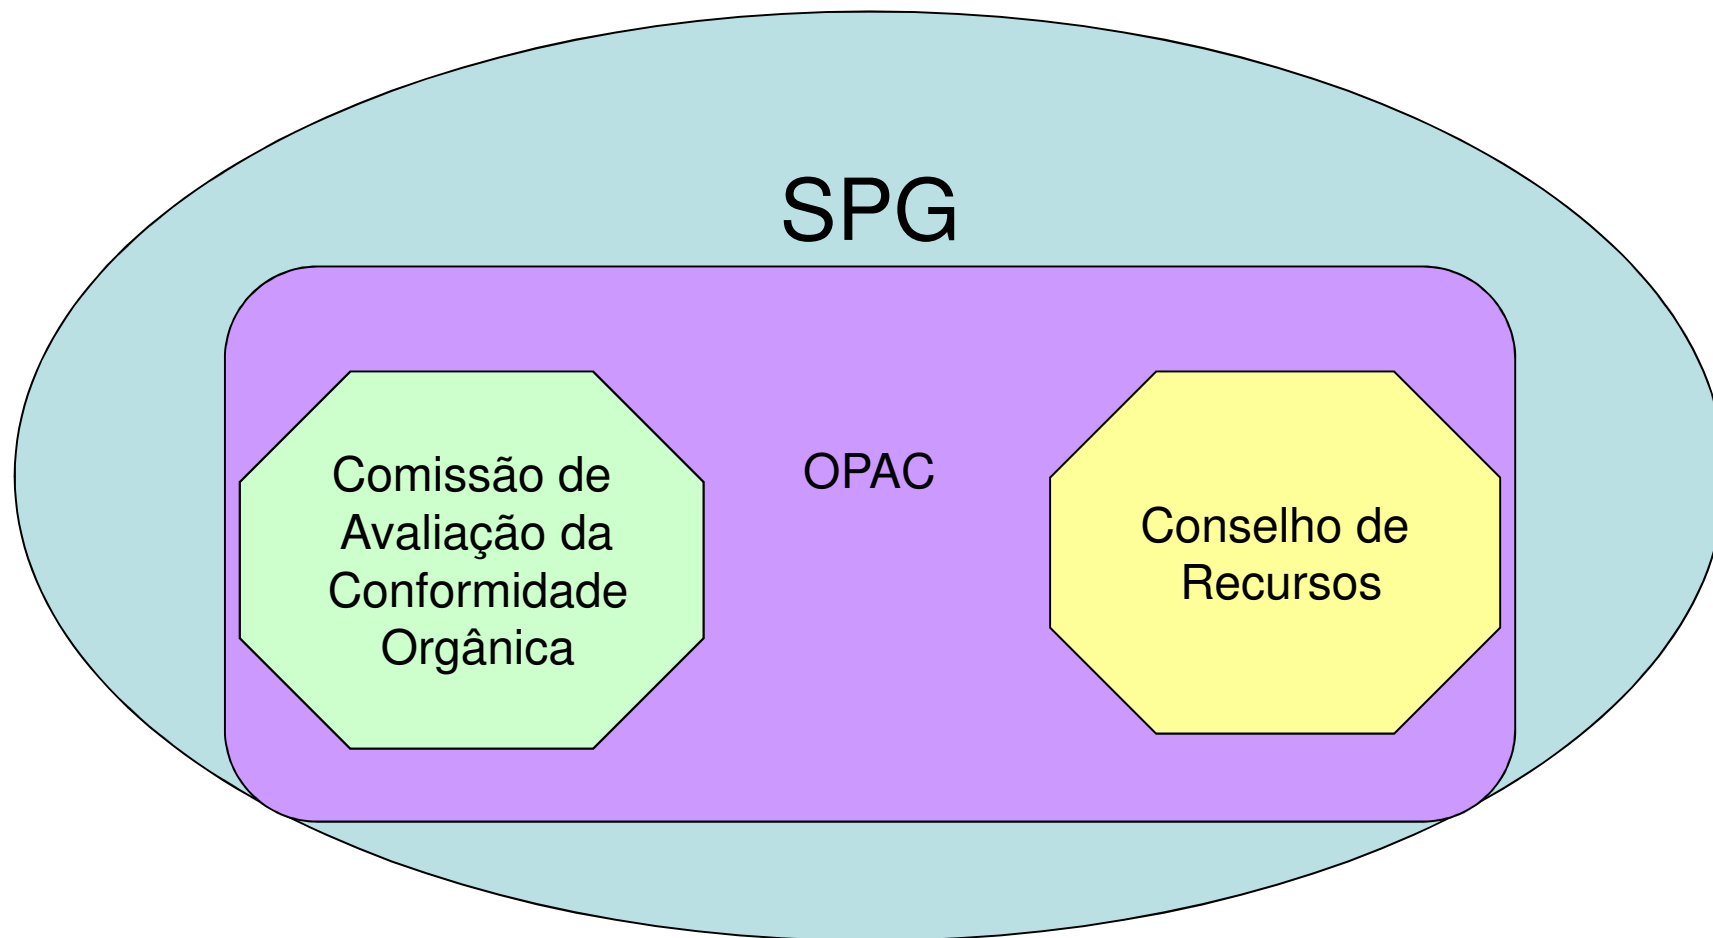 SPG
OPAC
Comissão de
Avaliação da
Conformidade
Orgânica
Conselho de
Recursos